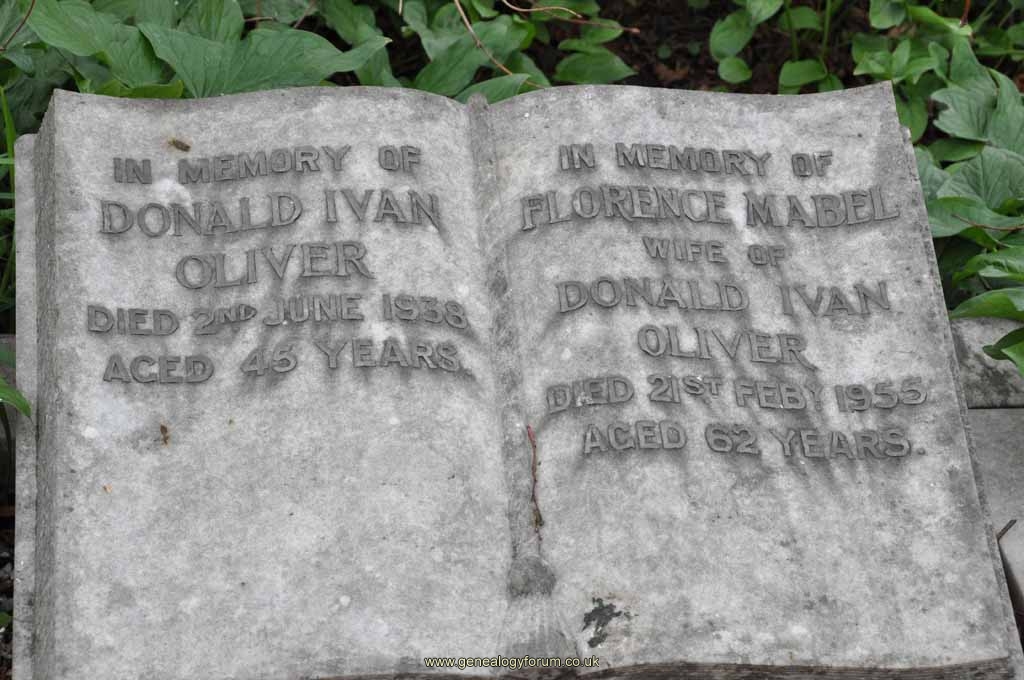 IN MEMORY OF
DONALD IVAN
OLIVER
DIED 2ND JUNE 1938
AGED 45 YEARS.
IN MEMORY OF
FLORENCE MABEL
WIFE OF
DONALD IVAN
OLIVER
DIED 21ST FEBY 1955
AGED 62 YEARS.
www.genealogyforum.co.uk